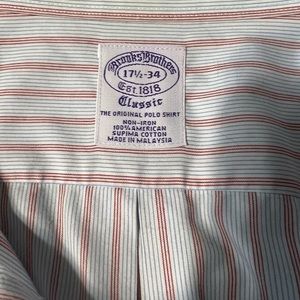 Brooks Brothers
17½-34
Est. 1818
Classic
THE ORIGINAL POLO SHIRT
NON-IRON
100% AMERICAN
SUPIMA COTTON
MADE IN MALAYSIA